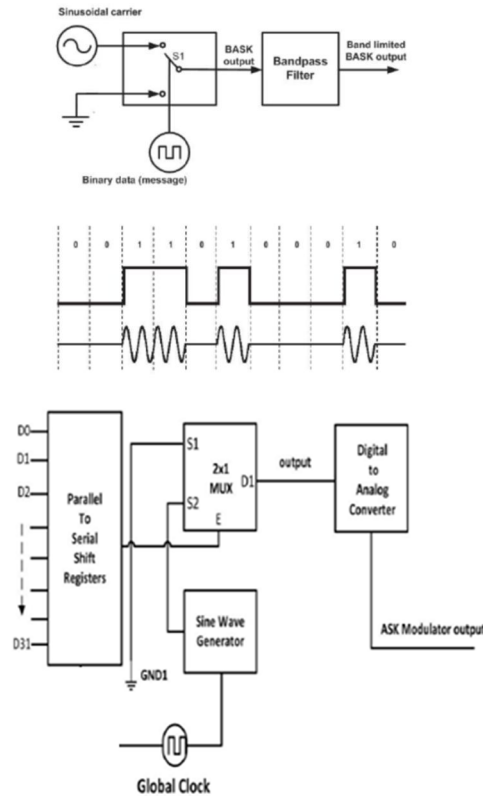 Sinusoidal carrier
S1
BASK
output
Bandpass
Filter
Band limited
BASK output
Binary data (message)
0 0 1 1 0 1 0 0 0 1 0
D0
D1
D2
D31
Parallel
To
Serial
Shift
Registers
S1
S2
2x1
MUX
D1
E
output
Digital
to
Analog
Converter
Sine Wave
Generator
ASK Modulator output
GND1
Global Clock